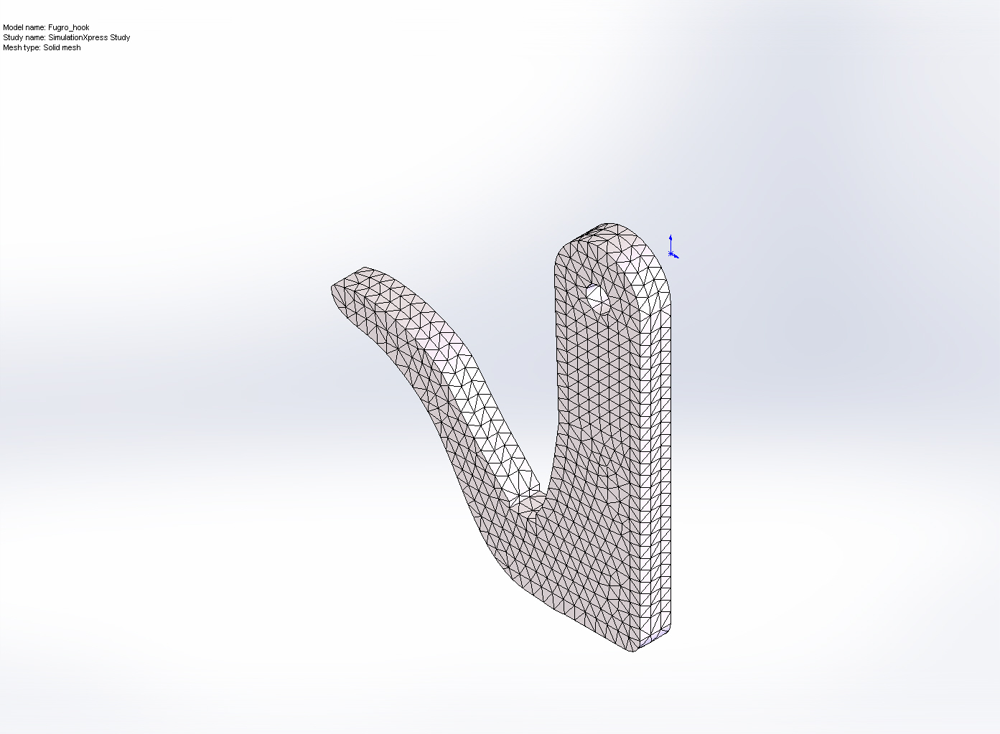 Model name: Fugro_hook
Study name: SimulationXpress Study
Mesh type: Solid mesh